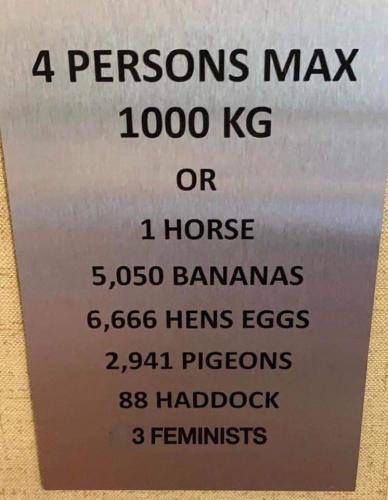 4 PERSONS MAX
1000 KG
OR
1 HORSE
5,050 BANANAS
6,666 HENS EGGS
2,941 PIGEONS
88 HADDOCK
3 FEMINISTS